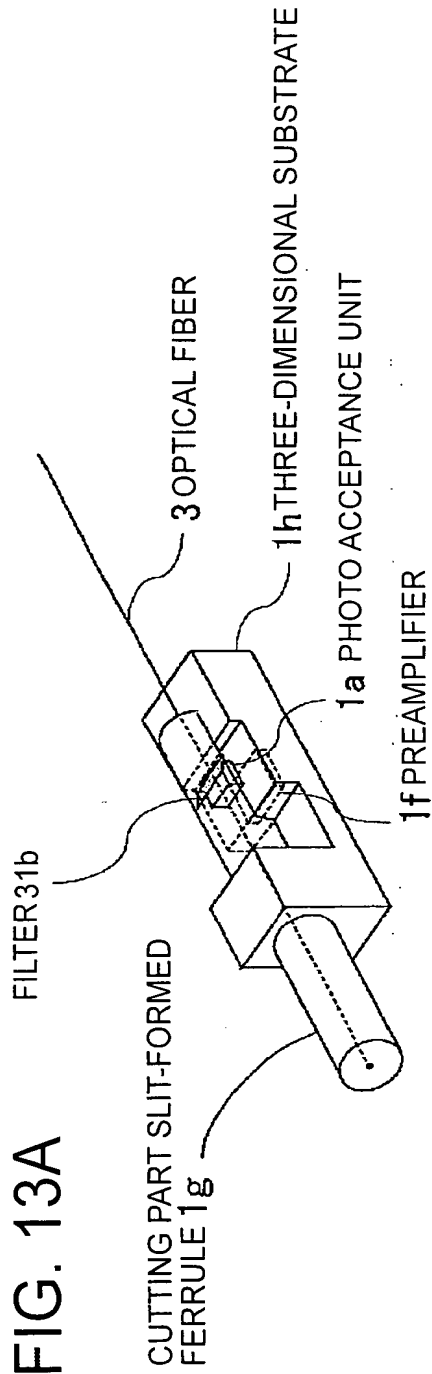 FIG. 13A
FILTER 31b
CUTTING PART SLIT-FORMED
FERRULE 1g
3 OPTICAL FIBER
1h THREE-DIMENSIONAL SUBSTRATE
1a PHOTO ACCEPTANCE UNIT
1f PREAMPLIFIER